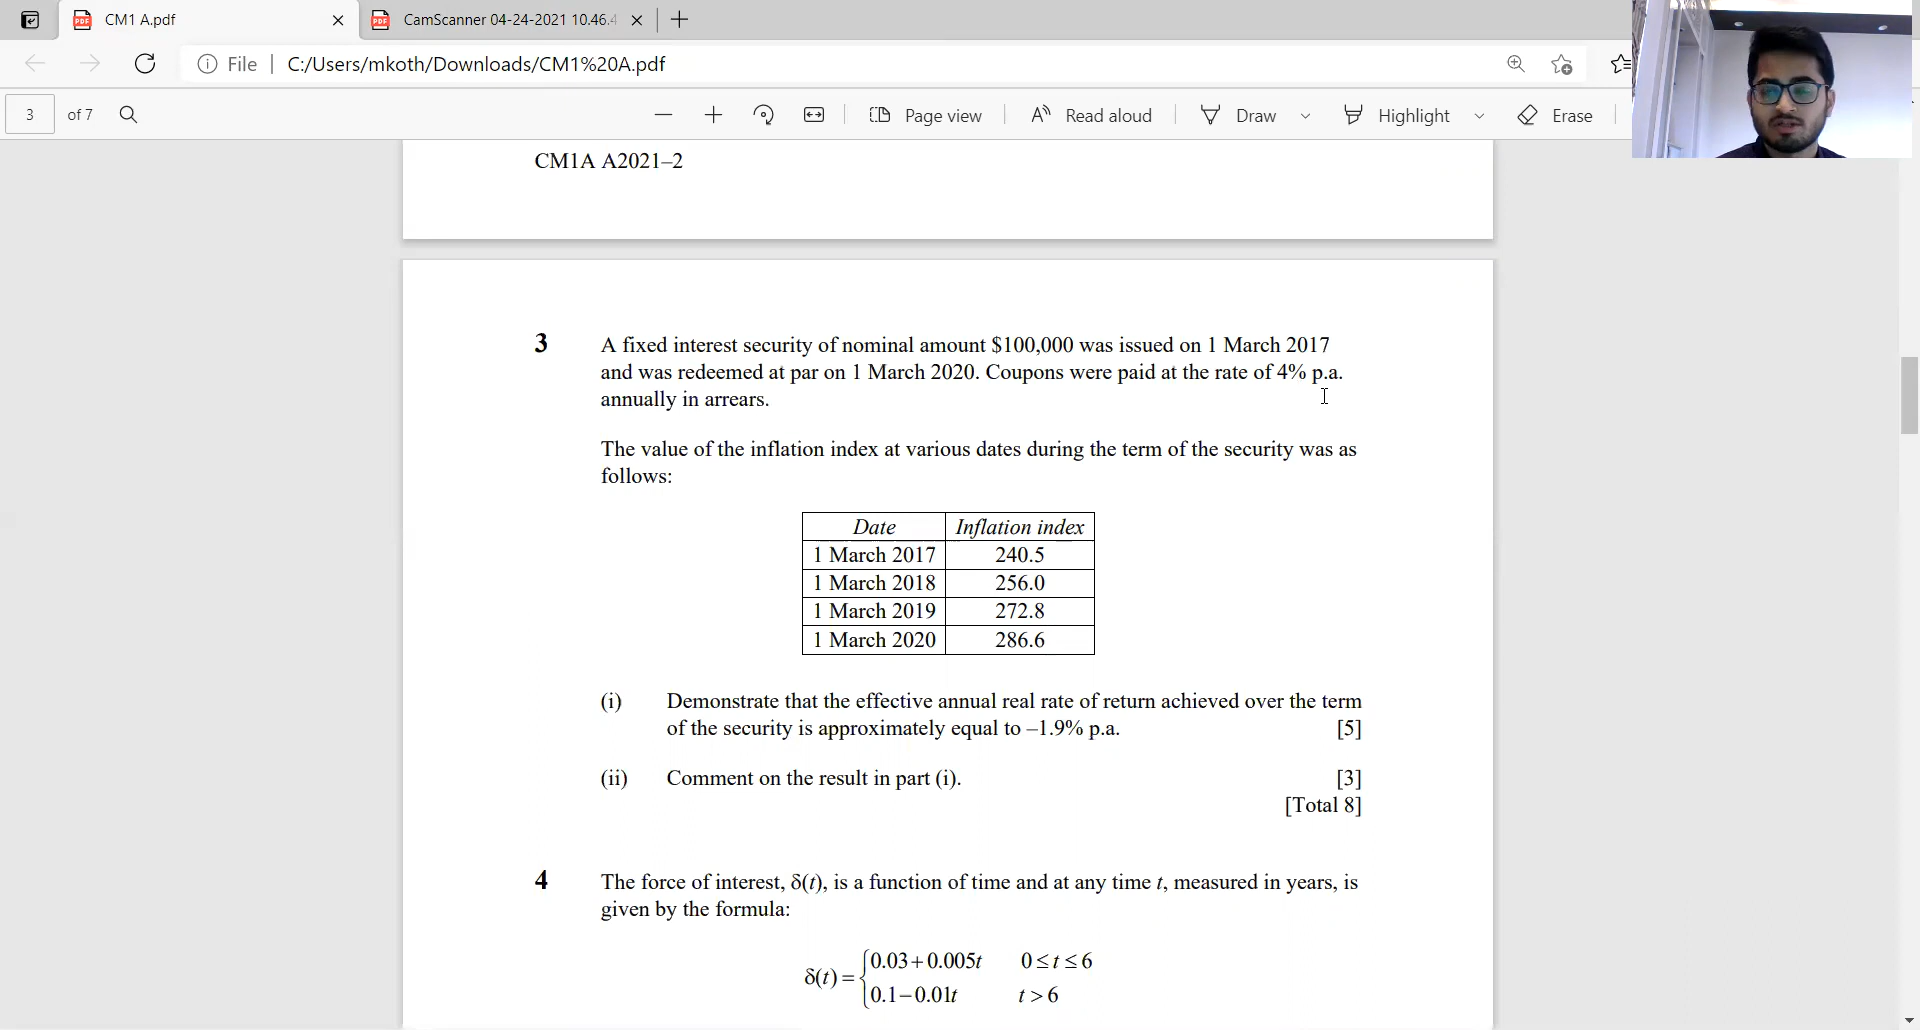 CM1 A.pdf
CamScanner 04-24-2021 10.46.4
File
C:/Users/mkoth/Downloads/CM1%20A.pdf
3 of 7
Page view
Read aloud
Draw
Highlight
Erase
CM1A A2021–2
3 A fixed interest security of nominal amount $100,000 was issued on 1 March 2017
and was redeemed at par on 1 March 2020. Coupons were paid at the rate of 4% p.a.
annually in arrears.
The value of the inflation index at various dates during the term of the security was as
follows:
Date Inflation index
1 March 2017 240.5
1 March 2018 256.0
1 March 2019 272.8
1 March 2020 286.6
(i) Demonstrate that the effective annual real rate of return achieved over the term
of the security is approximately equal to –1.9% p.a. [5]
(ii) Comment on the result in part (i). [3]
[Total 8]
4 The force of interest, δ(t), is a function of time and at any time t, measured in years, is
given by the formula:
δ(t) = { 0.03+0.005t 0≤t≤6
0.1–0.01t t>6